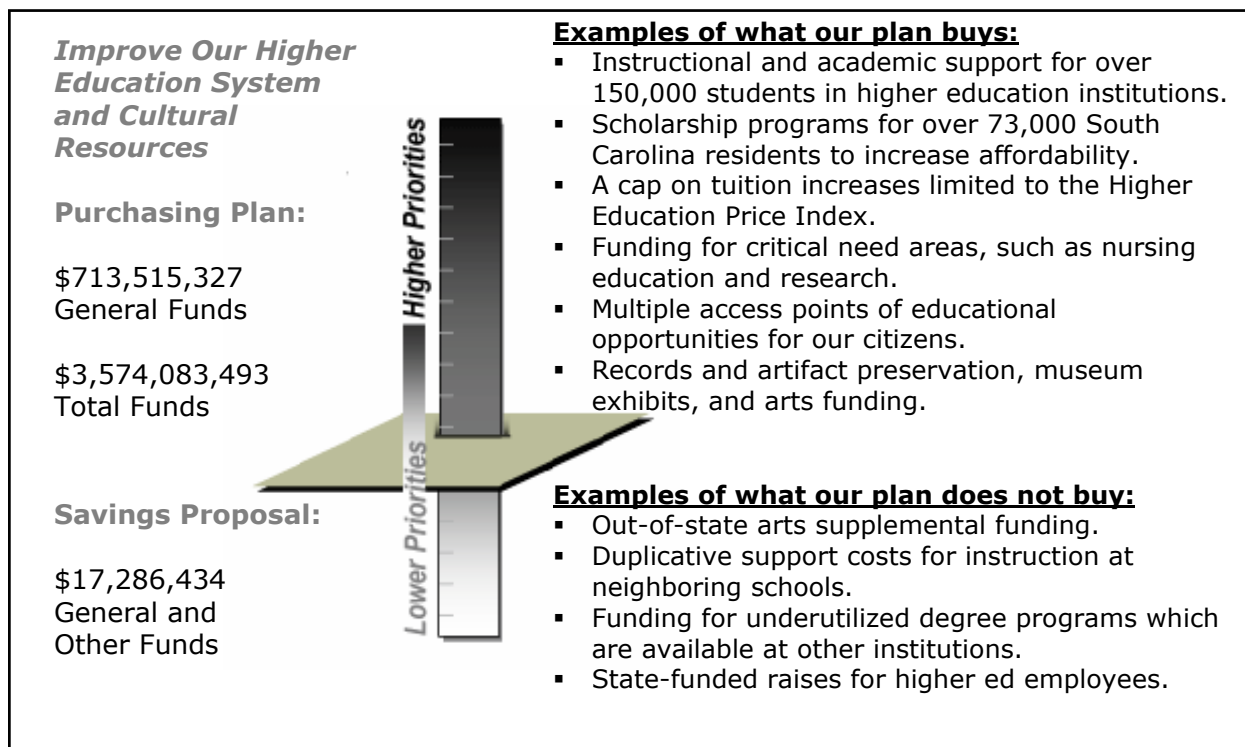 Improve Our Higher
Education System
and Cultural
Resources
Purchasing Plan:
$713,515,327
General Funds
$3,574,083,493
Total Funds
Savings Proposal:
$17,286,434
General and
Other Funds
Higher Priorities
Lower Priorities
Examples of what our plan buys:
▪ Instructional and academic support for over
150,000 students in higher education institutions.
▪ Scholarship programs for over 73,000 South
Carolina residents to increase affordability.
▪ A cap on tuition increases limited to the Higher
Education Price Index.
▪ Funding for critical need areas, such as nursing
education and research.
▪ Multiple access points of educational
opportunities for our citizens.
▪ Records and artifact preservation, museum
exhibits, and arts funding.
Examples of what our plan does not buy:
▪ Out-of-state arts supplemental funding.
▪ Duplicative support costs for instruction at
neighboring schools.
▪ Funding for underutilized degree programs which
are available at other institutions.
▪ State-funded raises for higher ed employees.